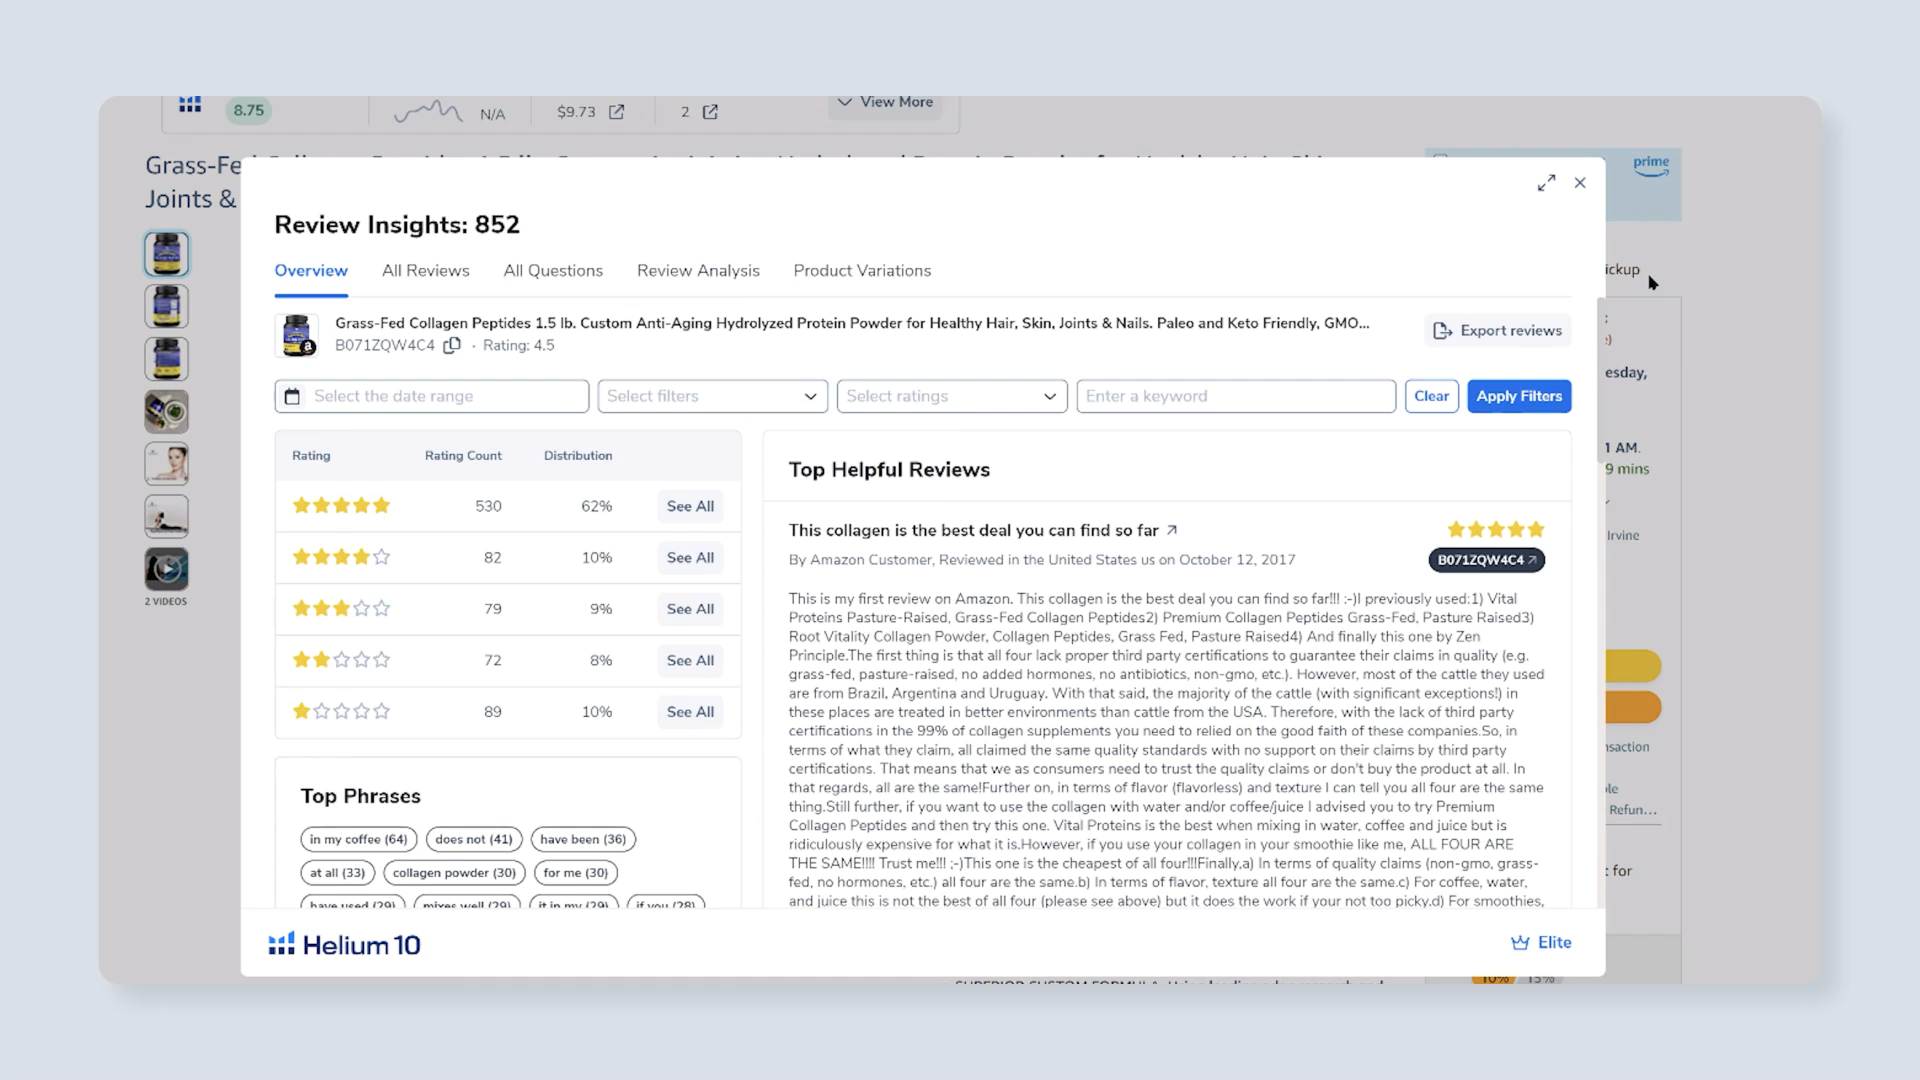 8.75
N/A
$9.73
2
View More
Grass-Fe
Joints &
prime
2 VIDEOS
Review Insights: 852
Overview
All Reviews
All Questions
Review Analysis
Product Variations
Grass-Fed Collagen Peptides 1.5 lb. Custom Anti-Aging Hydrolyzed Protein Powder for Healthy Hair, Skin, Joints & Nails. Paleo and Keto Friendly, GMO...
B071ZQW4C4 · Rating: 4.5
Export reviews
Select the date range
Select filters
Select ratings
Enter a keyword
Clear
Apply Filters
Rating Rating Count Distribution
530 62% See All
82 10% See All
79 9% See All
72 8% See All
89 10% See All
Top Phrases
in my coffee (64) does not (41) have been (36)
at all (33) collagen powder (30) for me (30)
have used (29) mixes well (29) it in my (29) if you (28)
Top Helpful Reviews
This collagen is the best deal you can find so far
By Amazon Customer, Reviewed in the United States us on October 12, 2017
B071ZQW4C4
This is my first review on Amazon. This collagen is the best deal you can find so far!!! :-)I previously used:1) Vital
Proteins Pasture-Raised, Grass-Fed Collagen Peptides2) Premium Collagen Peptides Grass-Fed, Pasture Raised3)
Root Vitality Collagen Powder, Collagen Peptides, Grass Fed, Pasture Raised4) And finally this one by Zen
Principle.The first thing is that all four lack proper third party certifications to guarantee their claims in quality (e.g.
grass-fed, pasture-raised, no added hormones, no antibiotics, non-gmo, etc.). However, most of the cattle they used
are from Brazil, Argentina and Uruguay. With that said, the majority of the cattle (with significant exceptions!) in
these places are treated in better environments than cattle from the USA. Therefore, with the lack of third party
certifications in the 99% of collagen supplements you need to relied on the good faith of these companies.So, in
terms of what they claim, all claimed the same quality standards with no support on their claims by third party
certifications. That means that we as consumers need to trust the quality claims or don't buy the product at all. In
that regards, all are the same!Further on, in terms of flavor (flavorless) and texture I can tell you all four are the same
thing.Still further, if you want to use the collagen with water and/or coffee/juice I advised you to try Premium
Collagen Peptides and then try this one. Vital Proteins is the best when mixing in water, coffee and juice but is
ridiculously expensive for what it is.However, if you use your collagen in your smoothie like me, ALL FOUR ARE
THE SAME!!!! Trust me!!! ;-)This one is the cheapest of all four!!!Finally,a) In terms of quality claims (non-gmo, grass-
fed, no hormones, etc.) all four are the same.b) In terms of flavor, texture all four are the same.c) For coffee, water,
and juice this is not the best of all four (please see above) but it does the work if your not too picky.d) For smoothies,
Helium 10
Elite
ickup
esday,
1 AM.
9 mins
Irvine
nsaction
Refun...
t for
10% 15%